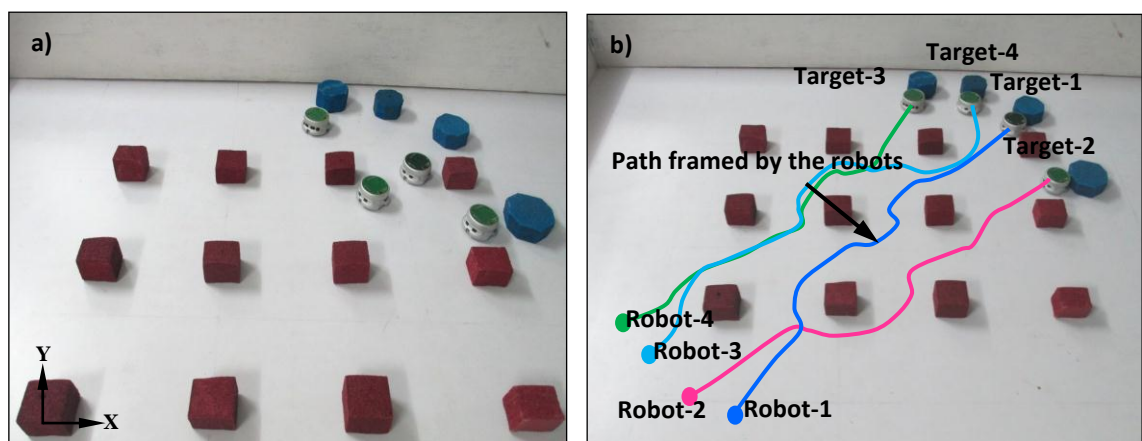 a)
Y
X
b)
Target-4
Target-3
Target-1
Target-2
Path framed by the robots
Robot-4
Robot-3
Robot-2
Robot-1